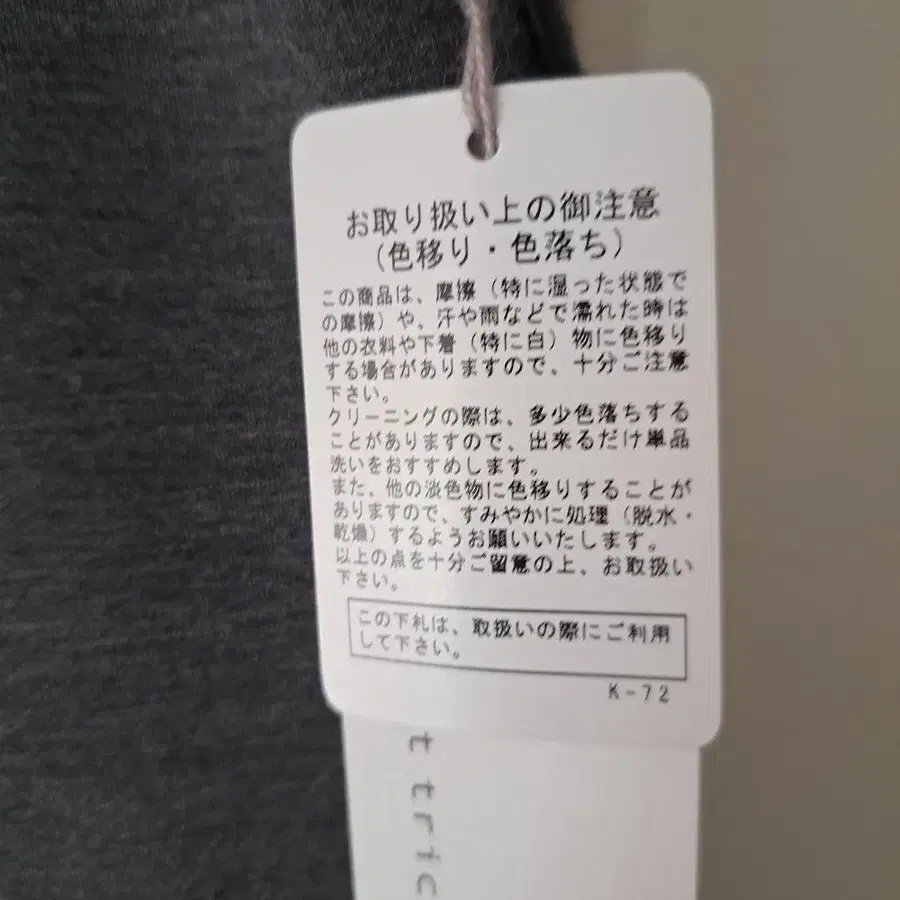 お取り扱い上の御注意
(色移り・色落ち)
この商品は、摩擦(特に湿った状態で
の摩擦)や、汗や雨などで濡れた時は
他の衣料や下着(特に白)物に色移り
する場合がありますので、十分ご注意
下さい。
クリーニングの際は、多少色落ちする
ことがありますので、出来るだけ単品
洗いをおすすめします。
また、他の淡色物に色移りすることが
ありますので、すみやかに処理(脱水・
乾燥)するようお願いいたします。
以上の点を十分ご留意の上、お取扱い
下さい。
この下札は、取扱いの際にご利用
して下さい。
K-72
t tric